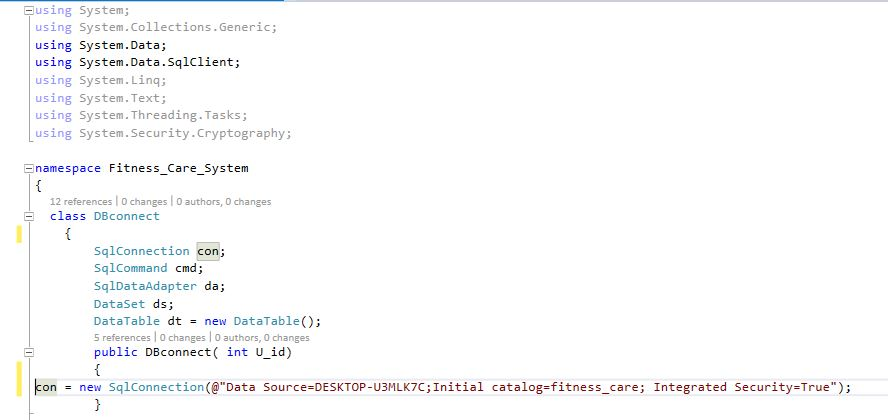 using System;
using System.Collections.Generic;
using System.Data;
using System.Data.SqlClient;
using System.Linq;
using System.Text;
using System.Threading.Tasks;
using System.Security.Cryptography;
namespace Fitness_Care_System
{
12 references | 0 changes | 0 authors, 0 changes
class DBconnect
{
SqlConnection con;
SqlCommand cmd;
SqlDataAdapter da;
DataSet ds;
DataTable dt = new DataTable();
5 references | 0 changes | 0 authors, 0 changes
public DBconnect( int U_id)
{
con = new SqlConnection(@"Data Source=DESKTOP-U3MLK7C;Initial catalog=fitness_care; Integrated Security=True");
}